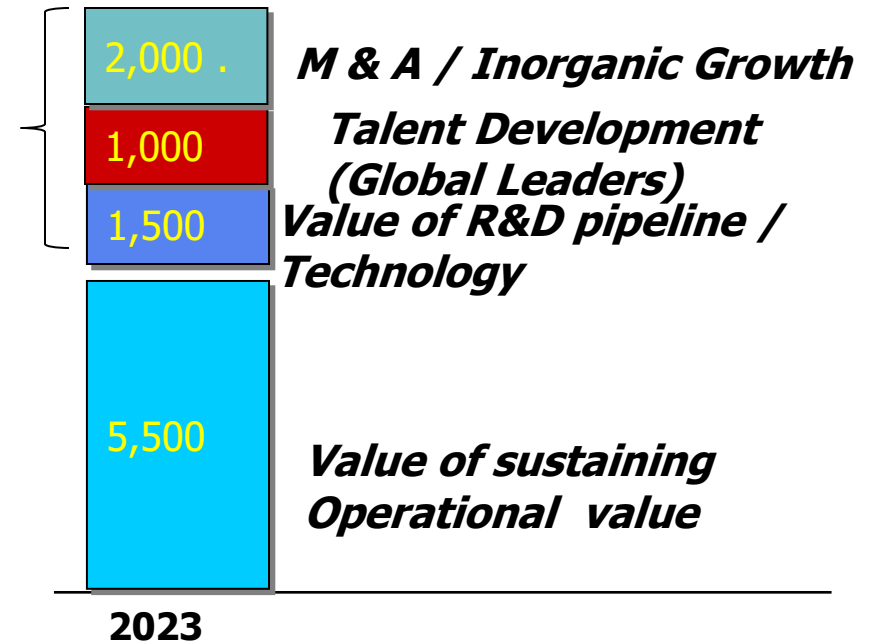 2,000 .
M & A / Inorganic Growth
1,000
Talent Development
(Global Leaders)
1,500
Value of R&D pipeline /
Technology
5,500
Value of sustaining
Operational  value
2023